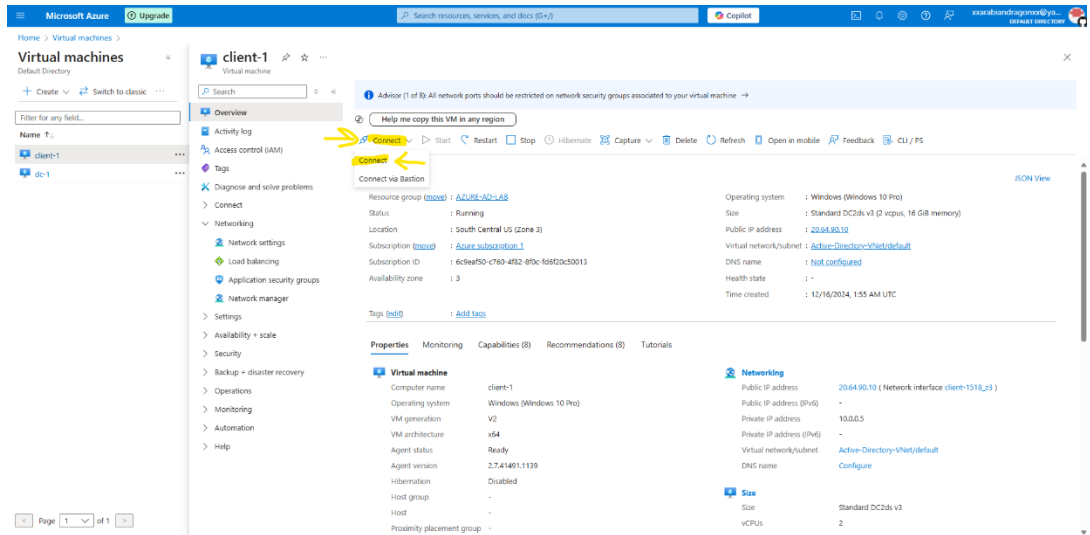 Microsoft Azure
Upgrade
Search resources, services, and docs (G+/)
Copilot
xxarabiandragonxx@ya...
DEFAULT DIRECTORY
Home > Virtual machines >
Virtual machines
Default Directory
+ Create
Switch to classic ...
Filter for any field...
Name ↑↓
client-1 ...
dc-1 ...
Page 1 of 1
client-1 ...
Virtual machine
Search
Overview
Activity log
Access control (IAM)
Tags
Diagnose and solve problems
Connect
Networking
Network settings
Load balancing
Application security groups
Network manager
Settings
Availability + scale
Security
Backup + disaster recovery
Operations
Monitoring
Automation
Help
Advisor (1 of 8): All network ports should be restricted on network security groups associated to your virtual machine →
Help me copy this VM in any region
Connect Start Restart Stop Hibernate Capture Delete Refresh Open in mobile Feedback CLI / PS
Connect
Connect via Bastion
JSON View
Resource group (move) : AZURE-AD-LAB
Status : Running
Location : South Central US (Zone 3)
Subscription (move) : Azure subscription 1
Subscription ID : 6c9eaf50-c760-4f82-8f0c-fd6f20c50013
Availability zone : 3
Operating system : Windows (Windows 10 Pro)
Size : Standard DC2ds v3 (2 vcpus, 16 GiB memory)
Public IP address : 20.64.90.10
Virtual network/subnet : Active-Directory-VNet/default
DNS name : Not configured
Health state : -
Time created : 12/16/2024, 1:55 AM UTC
Tags (edit) : Add tags
Properties Monitoring Capabilities (8) Recommendations (8) Tutorials
Virtual machine
Computer name client-1
Operating system Windows (Windows 10 Pro)
VM generation V2
VM architecture x64
Agent status Ready
Agent version 2.7.41491.1139
Hibernation Disabled
Host group -
Host -
Proximity placement group -
Networking
Public IP address 20.64.90.10 ( Network interface client-1518_z3 )
Public IP address (IPv6) -
Private IP address 10.0.0.5
Private IP address (IPv6) -
Virtual network/subnet Active-Directory-VNet/default
DNS name Configure
Size
Size Standard DC2ds v3
vCPUs 2